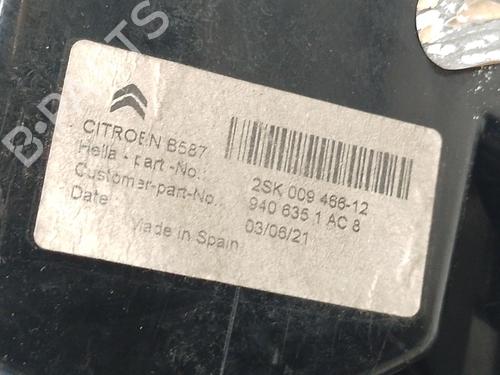 CITROEN B587
Hella - part -No.: 2SK 009 466-12
Customer-part-No.: 940 635 1 AC 8
Date : 03/06/21
Made in Spain
B-PARTS